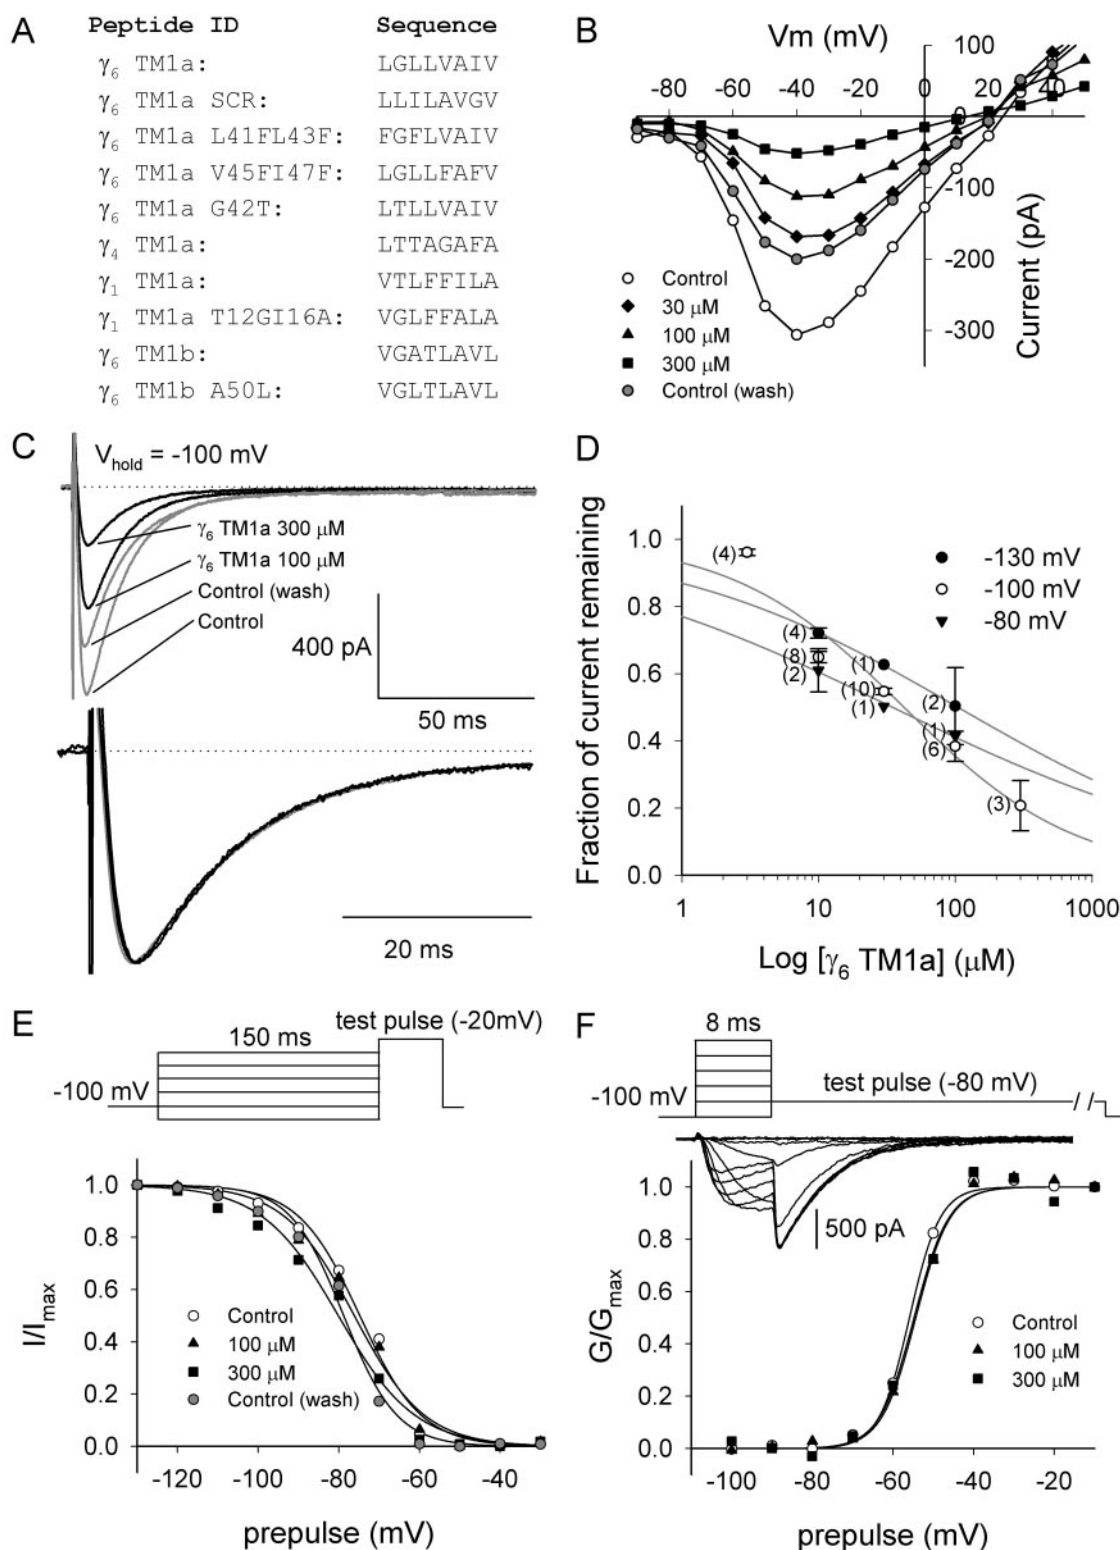 A
Peptide ID Sequence
γ6 TM1a: LGLLVAIV
γ6 TM1a SCR: LLILAVGV
γ6 TM1a L41FL43F: FGFLVAIV
γ6 TM1a V45FI47F: LGLLFAFV
γ6 TM1a G42T: LTLLVAIV
γ4 TM1a: LTTAGAFA
γ1 TM1a: VTLFFILA
γ1 TM1a T12GI16A: VGLFFALA
γ6 TM1b: VGATLAVL
γ6 TM1b A50L: VGLTLAVL
B
Vm (mV)
-80 -60 -40 -20 0 20 40
100
-100
-200
-300
Current (pA)
Control
30 μM
100 μM
300 μM
Control (wash)
C
Vhold = -100 mV
γ6 TM1a 300 μM
γ6 TM1a 100 μM
Control (wash)
Control
400 pA
50 ms
20 ms
D
Fraction of current remaining
1.0
0.8
0.6
0.4
0.2
0.0
(4)
(4)
(8)
(2)
(1)
(10)
(1)
(2)
(1)
(6)
(3)
-130 mV
-100 mV
-80 mV
1 10 100 1000
Log [γ6 TM1a] (μM)
E
150 ms
test pulse (-20mV)
-100 mV
I/Imax
1.0
0.8
0.6
0.4
0.2
0.0
Control
100 μM
300 μM
Control (wash)
-120 -100 -80 -60 -40
prepulse (mV)
F
8 ms
test pulse (-80 mV)
-100 mV
500 pA
G/Gmax
1.0
0.8
0.6
0.4
0.2
0.0
Control
100 μM
300 μM
-100 -80 -60 -40 -20
prepulse (mV)